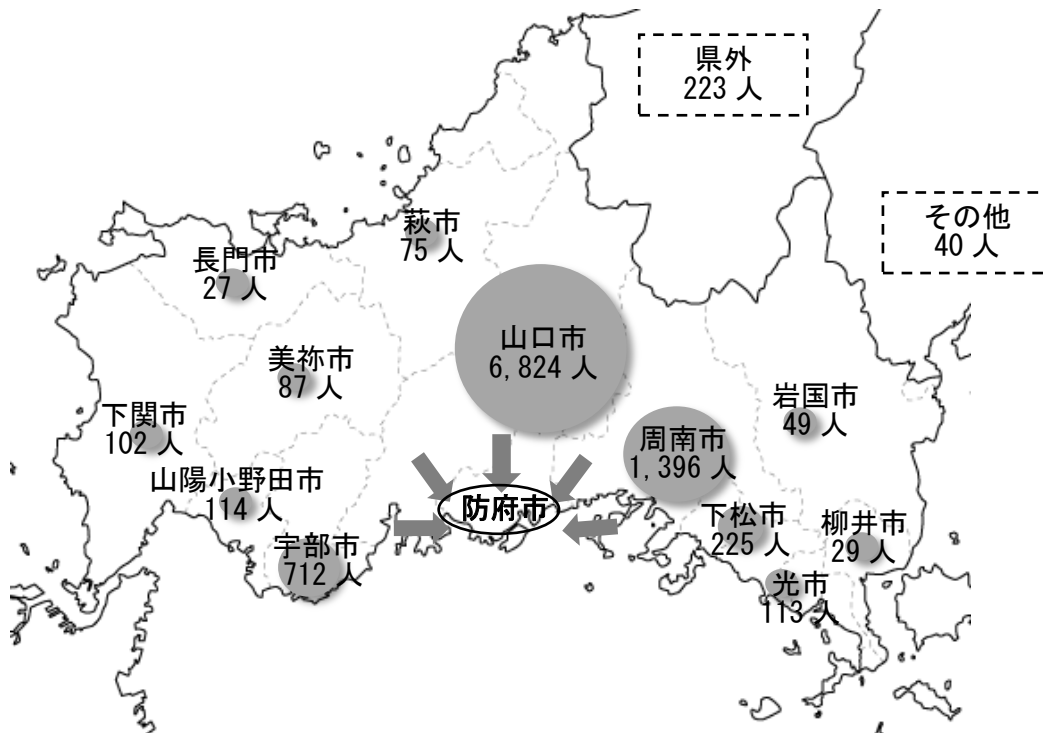 県外
223 人
その他
40 人
萩市
75 人
長門市
27 人
山口市
6,824 人
美祢市
87 人
岩国市
49 人
下関市
102 人
周南市
1,396 人
山陽小野田市
114 人
防府市
下松市
225 人
柳井市
29 人
宇部市
712 人
光市
113 人